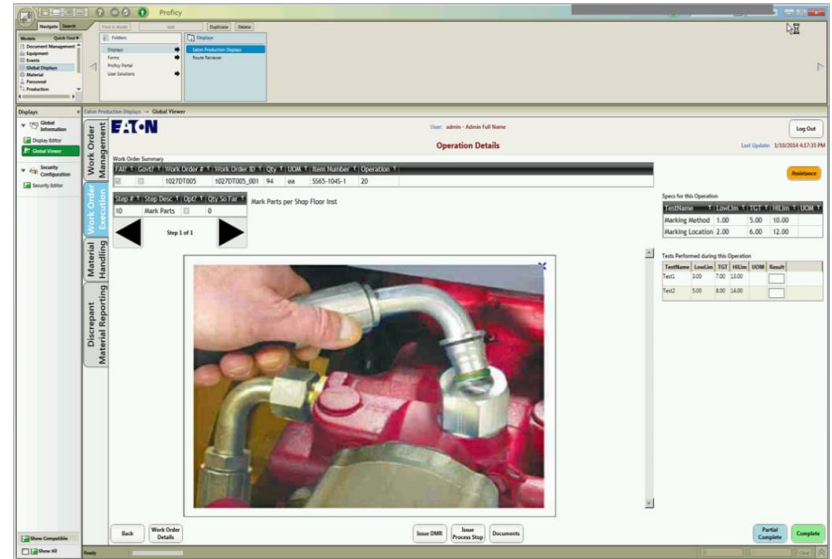 Proficy
Navigate Search
Find in Model Add Duplicate Delete
Models Quick Find
Document Management
Equipment
Events
Global Displays
Material
Personnel
Production
Folders
Displays
Forms
Proficy Portal
User Solutions
Displays
Eaton Production Displays
Route Reviewer
Displays
Global Information
Display Editor
Global Viewer
Security Configuration
Security Editor
Show Compatible
Show All
Eaton Production Displays → Global Viewer
Work Order Management
Work Order Execution
Material Handling
Discrepant Material Reporting
EATON
User: admin - Admin Full Name
Log Out
Operation Details
Last Update: 3/10/2014 4:17:35 PM
Assistance
Work Order Summary
FAI? Govt? Work Order # Work Order ID Qty UOM Item Number Operation
1027DT005 1027DT005_001 94 ea SS65-104S-1 20
Step # Step Desc Opt? Qty So Far
10 Mark Parts 0
Mark Parts per Shop Floor Inst
Step 1 of 1
Specs for this Operation
TestName LowLim TGT HiLim UOM
Marking Method 1.00 5.00 10.00
Marking Location 2.00 6.00 12.00
Tests Performed during this Operation
TestName LowLim TGT HiLim UOM Result
Test1 3.00 7.00 13.00
Test2 5.00 8.00 14.00
Back
Work Order Details
Issue DMR
Issue Process Stop
Documents
Partial Complete
Complete
Ready